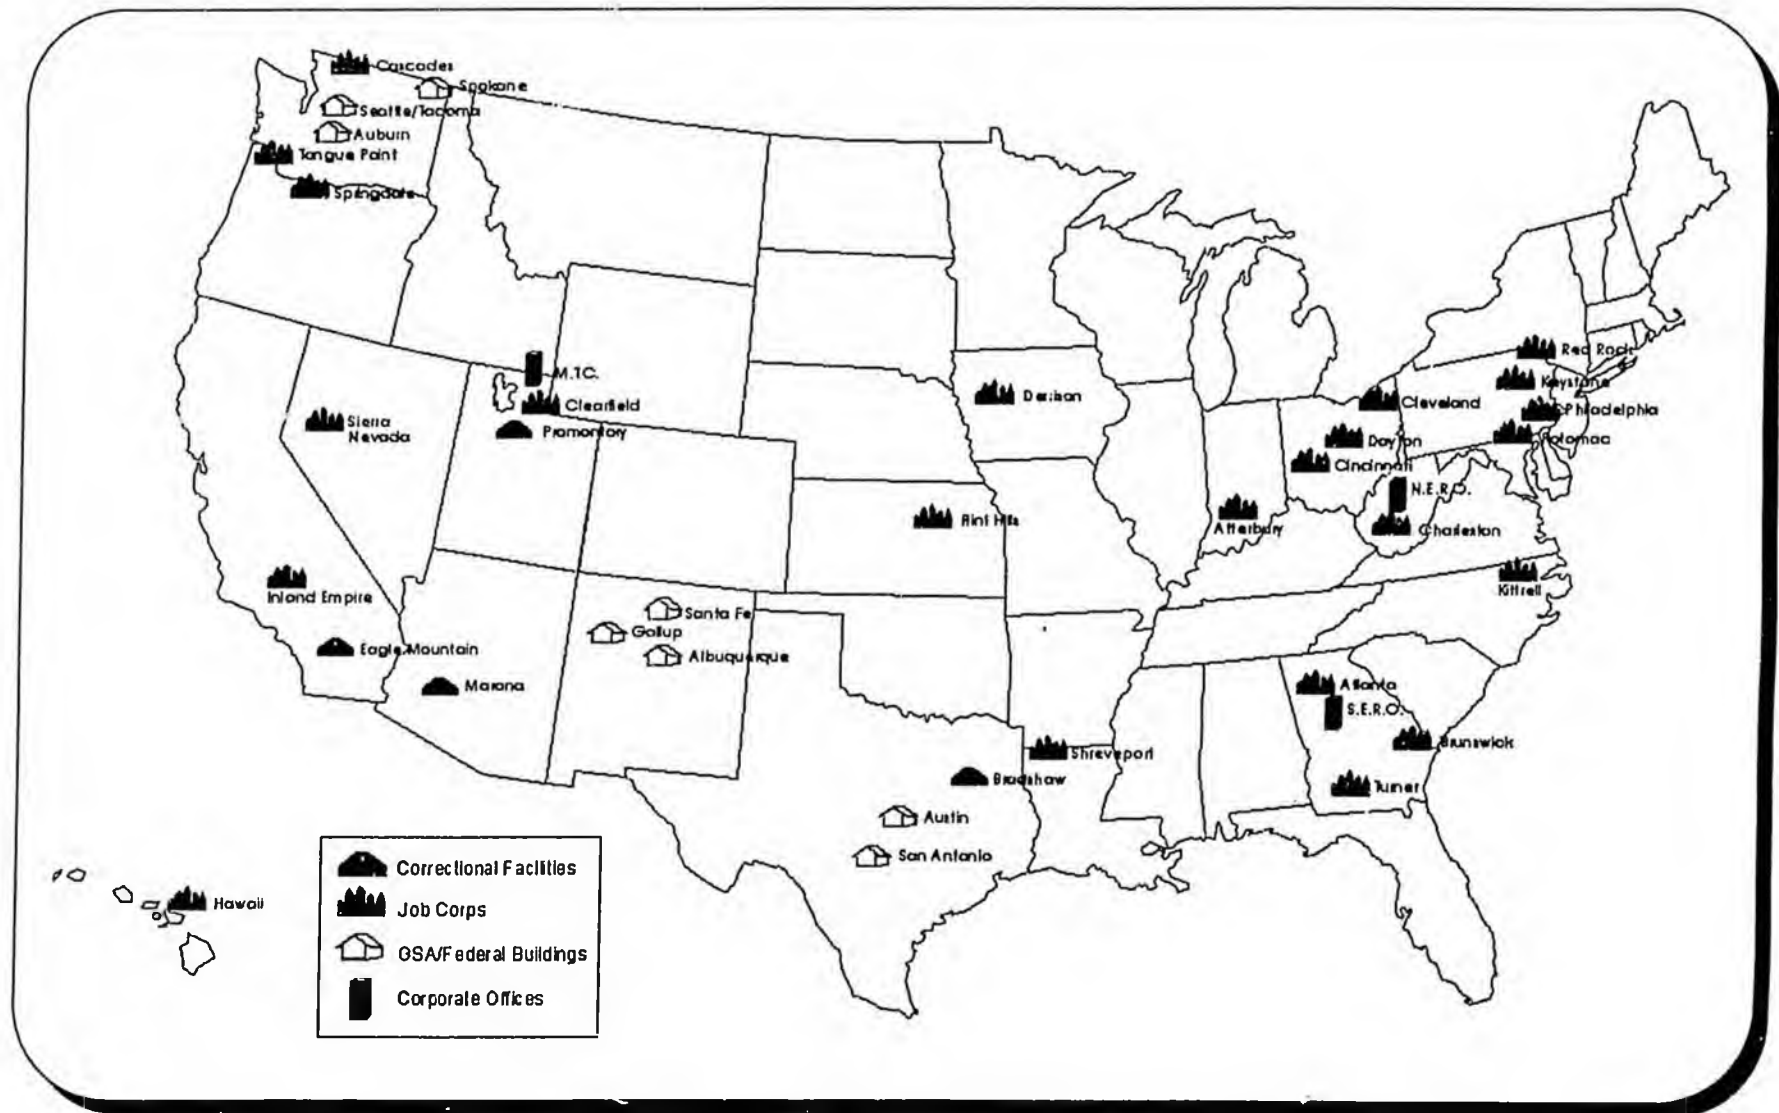 Cascades
Spokane
Seattle/Tacoma
Auburn
Tongue Point
Springdale
M.T.C.
Clearfield
Promontory
Sierra
Nevada
Denison
Red Rock
Keystone
Cleveland
Philadelphia
Dayton
Potomac
Cincinnati
N.E.R.O.
Flint Hills
Atterbury
Charleston
Inland Empire
Kittrell
Santa Fe
Gallup
Eagle Mountain
Albuquerque
Marana
Atlanta
S.E.R.O.
Shreveport
Brunswick
Bradshaw
Turner
Austin
San Antonio
Hawaii
Correctional Facilities
Job Corps
GSA/Federal Buildings
Corporate Offices